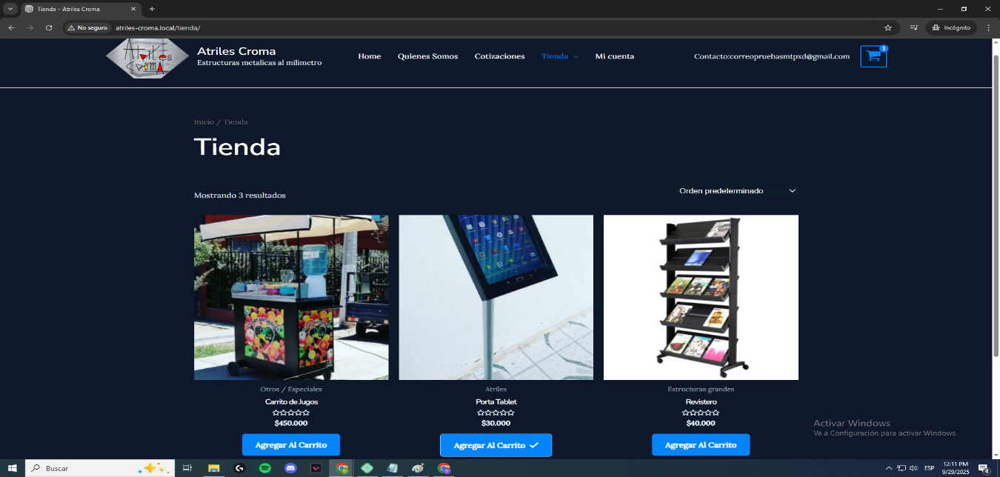 Tienda – Atriles Croma
No seguro
atriles-croma.local/tienda/
Incógnito
Atriles
Croma
Atriles Croma
Estructuras metalicas al milimetro
Home
Quienes Somos
Cotizaciones
Tienda
Mi cuenta
Contacto:correopruebasmtpxd@gmail.com
1
Inicio / Tienda
Tienda
Mostrando 3 resultados
Orden predeterminado
Otros / Especiales
Carrito de Jugos
$450.000
Agregar Al Carrito
Atriles
Porta Tablet
$30.000
Agregar Al Carrito
Estructuras grandes
Revistero
$40.000
Agregar Al Carrito
Activar Windows
Ve a Configuración para activar Windows.
Buscar
ESP
12:11 PM
9/29/2025
4